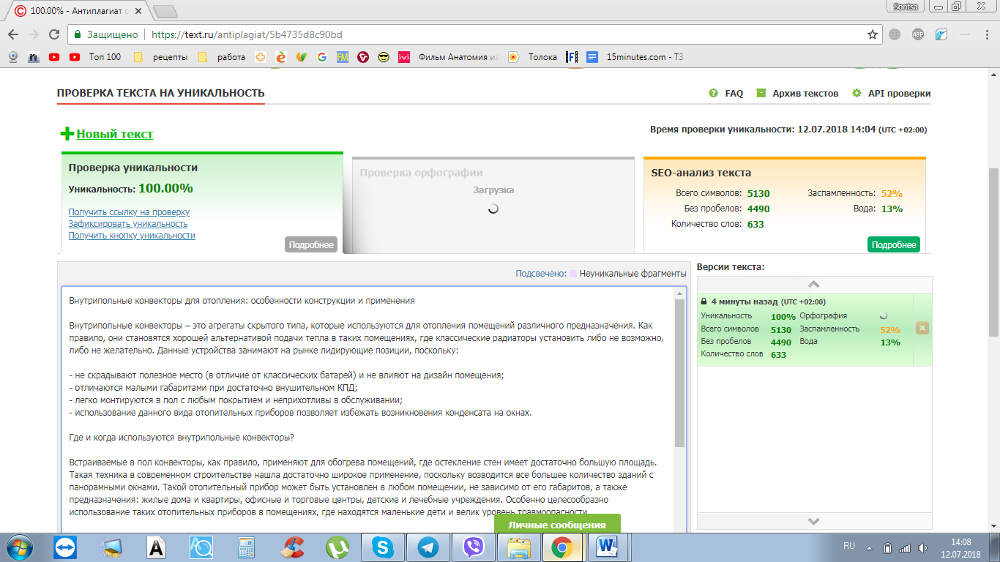 100.00% - Антиплагиат о
Sontsa
Защищено https://text.ru/antiplagiat/5b4735d8c90bd
ABP
Топ 100 рецепты работа FM ivi Фильм Анатомия из Толока F 15minutes.com - ТЗ
ПРОВЕРКА ТЕКСТА НА УНИКАЛЬНОСТЬ FAQ Архив текстов API проверки
Новый текст Время проверки уникальности: 12.07.2018 14:04 (UTC +02:00)
Проверка уникальности
Уникальность: 100.00%
Получить ссылку на проверку
Зафиксировать уникальность
Получить кнопку уникальности
Подробнее
Проверка орфографии
Загрузка
SEO-анализ текста
Всего символов: 5130 Заспамленность: 52%
Без пробелов: 4490 Вода: 13%
Количество слов: 633
Подробнее
Подсвечено: Неуникальные фрагменты
Внутрипольные конвекторы для отопления: особенности конструкции и применения
Внутрипольные конвекторы – это агрегаты скрытого типа, которые используются для отопления помещений различного предназначения. Как
правило, они становятся хорошей альтернативой подачи тепла в таких помещениях, где классические радиаторы установить либо не возможно,
либо не желательно. Данные устройства занимают на рынке лидирующие позиции, поскольку:
- не скрадывают полезное место (в отличие от классических батарей) и не влияют на дизайн помещения;
- отличаются малыми габаритами при достаточно внушительном КПД;
- легко монтируются в пол с любым покрытием и неприхотливы в обслуживании;
- использование данного вида отопительных приборов позволяет избежать возникновения конденсата на окнах.
Где и когда используются внутрипольные конвекторы?
Встраиваемые в пол конвекторы, как правило, применяют для обогрева помещений, где остекление стен имеет достаточно большую площадь.
Такая техника в современном строительстве нашла достаточно широкое применение, поскольку возводится все большее количество зданий с
панорамными окнами. Такой отопительный прибор может быть установлен в любом помещении, не зависимо от его габаритов, а также
предназначения: жилые дома и квартиры, офисные и торговые центры, детские и лечебные учреждения. Особенно целесообразно
использование таких отопительных приборов в помещениях, где находятся маленькие дети и велик уровень травмоопасности
Версии текста:
4 минуты назад (UTC +02:00)
Уникальность 100% Орфография
Всего символов 5130 Заспамленность 52%
Без пробелов 4490 Вода 13%
Количество слов 633
Личные сообщения
RU 14:08
12.07.2018